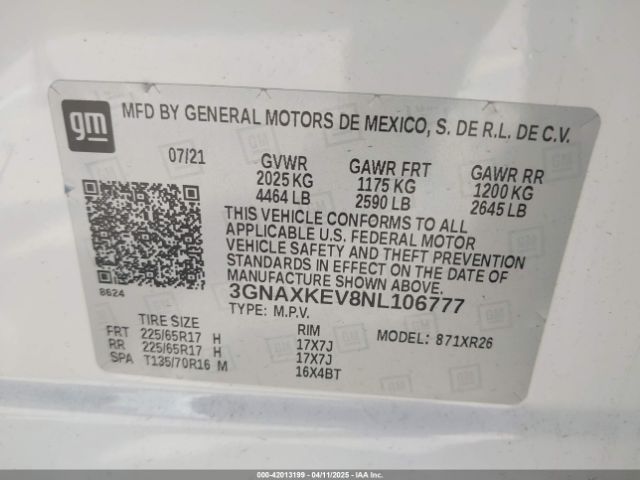 gm
MFD BY GENERAL MOTORS DE MEXICO, S. DE R.L. DE C.V.
07/21 GVWR GAWR FRT GAWR RR
2025 KG 1175 KG 1200 KG
4464 LB 2590 LB 2645 LB
THIS VEHICLE CONFORMS TO ALL
APPLICABLE U.S. FEDERAL MOTOR
VEHICLE SAFETY AND THEFT PREVENTION
STANDARDS IN EFFECT ON THE DATE OF
MANUFACTURE SHOWN ABOVE.
8624
3GNAXKEV8NL106777
TYPE: M.P.V.
TIRE SIZE RIM MODEL: 871XR26
FRT 225/65R17 H 17X7J
RR 225/65R17 H 17X7J
SPA T135/70R16 M 16X4BT
000-42013199 - 04/11/2025 - IAAI.COM